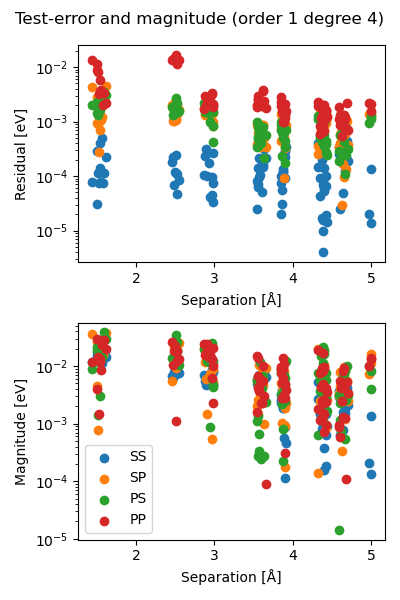 Test-error and magnitude (order 1 degree 4)
Residual [eV]
10⁻²
10⁻³
10⁻⁴
10⁻⁵
2 3 4 5
Separation [Å]
Magnitude [eV]
10⁻²
10⁻³
10⁻⁴
10⁻⁵
SS
SP
PS
PP
2 3 4 5
Separation [Å]